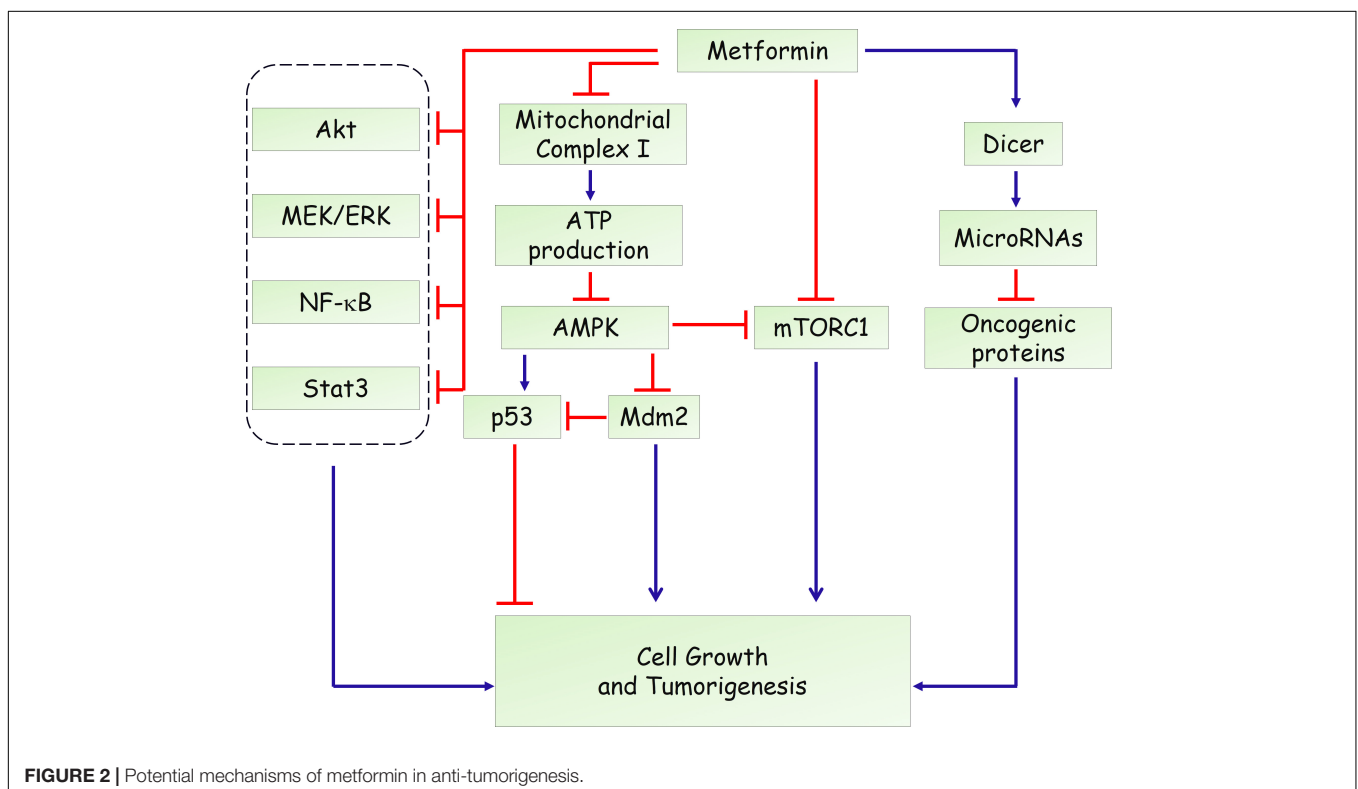 Metformin
Akt
MEK/ERK
NF-κB
Stat3
Mitochondrial
Complex I
ATP
production
AMPK
p53
Mdm2
mTORC1
Dicer
MicroRNAs
Oncogenic
proteins
Cell Growth
and Tumorigenesis
FIGURE 2 | Potential mechanisms of metformin in anti-tumorigenesis.